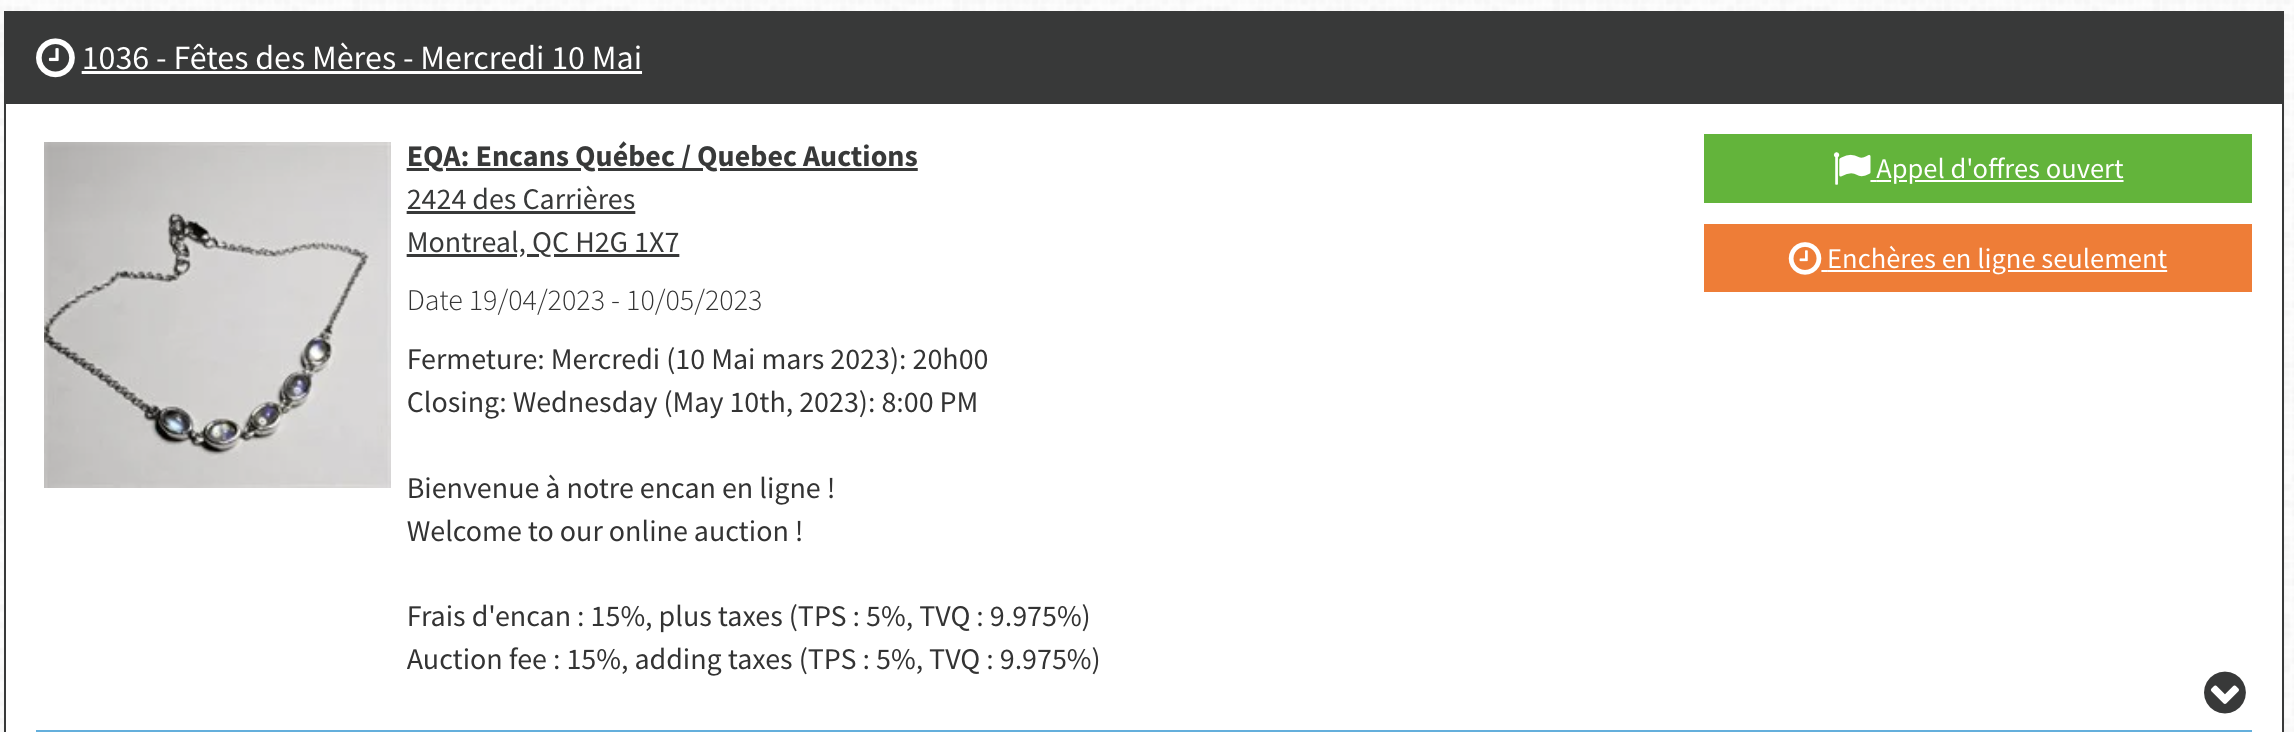 1036 - Fêtes des Mères - Mercredi 10 Mai
EQA: Encans Québec / Quebec Auctions
2424 des Carrières
Montreal, QC H2G 1X7
Date 19/04/2023 - 10/05/2023
Fermeture: Mercredi (10 Mai mars 2023): 20h00
Closing: Wednesday (May 10th, 2023): 8:00 PM
Bienvenue à notre encan en ligne !
Welcome to our online auction !
Frais d'encan : 15%, plus taxes (TPS : 5%, TVQ : 9.975%)
Auction fee : 15%, adding taxes (TPS : 5%, TVQ : 9.975%)
Appel d'offres ouvert
Enchères en ligne seulement